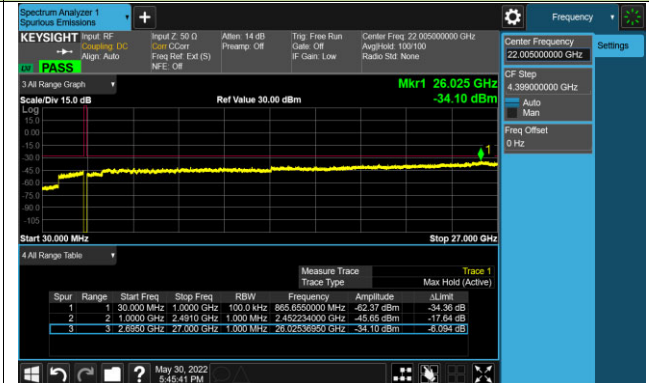 Spectrum Analyzer 1
Spurious Emissions
+
Frequency
KEYSIGHT
Input: RF
Coupling: DC
Align: Auto
Input Z: 50 Ω
Corr CCorr
Freq Ref: Ext (S)
NFE: Off
Atten: 14 dB
Preamp: Off
Trig: Free Run
Gate: Off
IF Gain: Low
Center Freq: 22.005000000 GHz
Avg|Hold: 100/100
Radio Std: None
PASS
Center Frequency
22.005000000 GHz
Settings
CF Step
4.399000000 GHz
Auto
Man
Freq Offset
0 Hz
3 All Range Graph
Mkr1 26.025 GHz
-34.10 dBm
Scale/Div 15.0 dB
Ref Value 30.00 dBm
Log
15.0
0.00
-15.0
-30.0
-45.0
-60.0
-75.0
-90.0
-105
1
Start 30.000 MHz
Stop 27.000 GHz
4 All Range Table
Measure Trace Trace 1
Trace Type Max Hold (Active)
Spur Range Start Freq Stop Freq RBW Frequency Amplitude ΔLimit
1 1 30.000 MHz 1.0000 GHz 100.0 kHz 865.6550000 MHz -62.37 dBm -34.36 dB
2 2 1.0000 GHz 2.4910 GHz 1.000 MHz 2.452234000 GHz -45.65 dBm -17.64 dB
3 3 2.6950 GHz 27.000 GHz 1.000 MHz 26.02536950 GHz -34.10 dBm -6.094 dB
?
May 30, 2022
5:45:41 PM